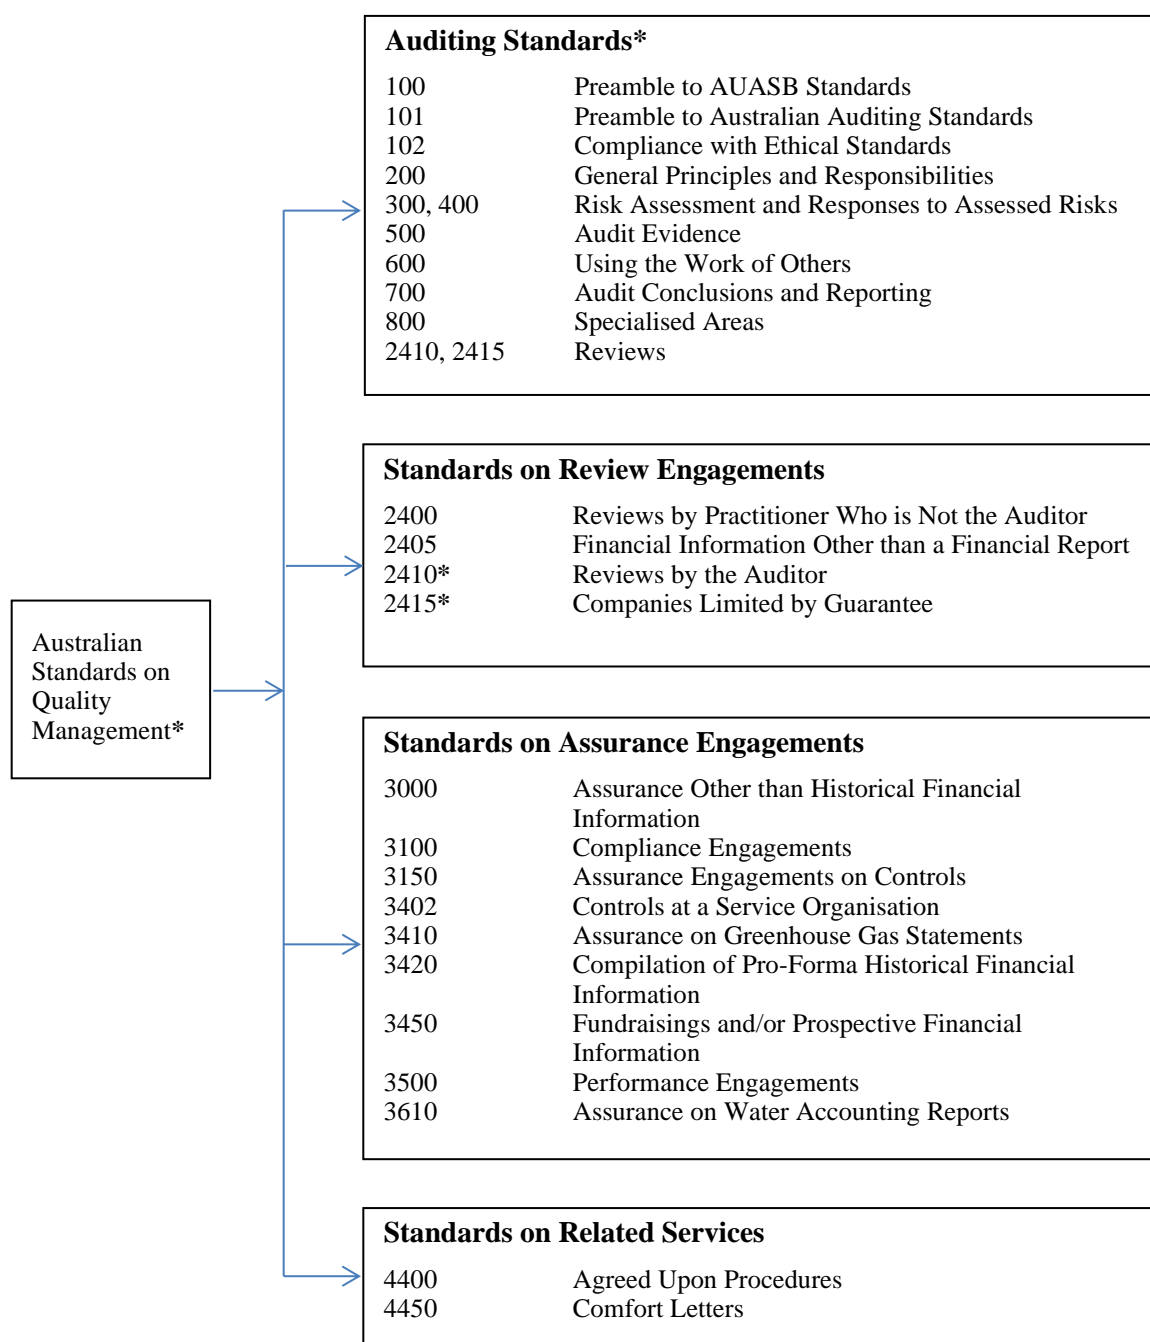 Auditing Standards*
100 Preamble to AUASB Standards
101 Preamble to Australian Auditing Standards
102 Compliance with Ethical Standards
200 General Principles and Responsibilities
300, 400 Risk Assessment and Responses to Assessed Risks
500 Audit Evidence
600 Using the Work of Others
700 Audit Conclusions and Reporting
800 Specialised Areas
2410, 2415 Reviews
Standards on Review Engagements
2400 Reviews by Practitioner Who is Not the Auditor
2405 Financial Information Other than a Financial Report
2410* Reviews by the Auditor
2415* Companies Limited by Guarantee
Australian
Standards on
Quality
Management*
Standards on Assurance Engagements
3000 Assurance Other than Historical Financial
Information
3100 Compliance Engagements
3150 Assurance Engagements on Controls
3402 Controls at a Service Organisation
3410 Assurance on Greenhouse Gas Statements
3420 Compilation of Pro-Forma Historical Financial
Information
3450 Fundraisings and/or Prospective Financial
Information
3500 Performance Engagements
3610 Assurance on Water Accounting Reports
Standards on Related Services
4400 Agreed Upon Procedures
4450 Comfort Letters